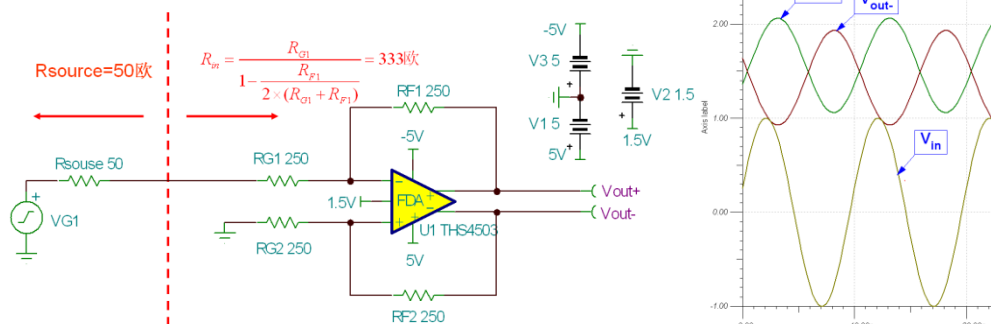 Rsource=50欧
Rin = RG1 / (1 - RF1 / (2×(RG1+RF1))) = 333欧
RF1 250
-5V
V3 5
V1 5
5V
V2 1.5
1.5V
Rsouse 50
RG1 250
-5V
1.5V
FDA
VG1
RG2 250
U1 THS4503
5V
RF2 250
Vout+
Vout-
Vout-
2.00
Axis label
1.00
Vin
0.00
-1.00